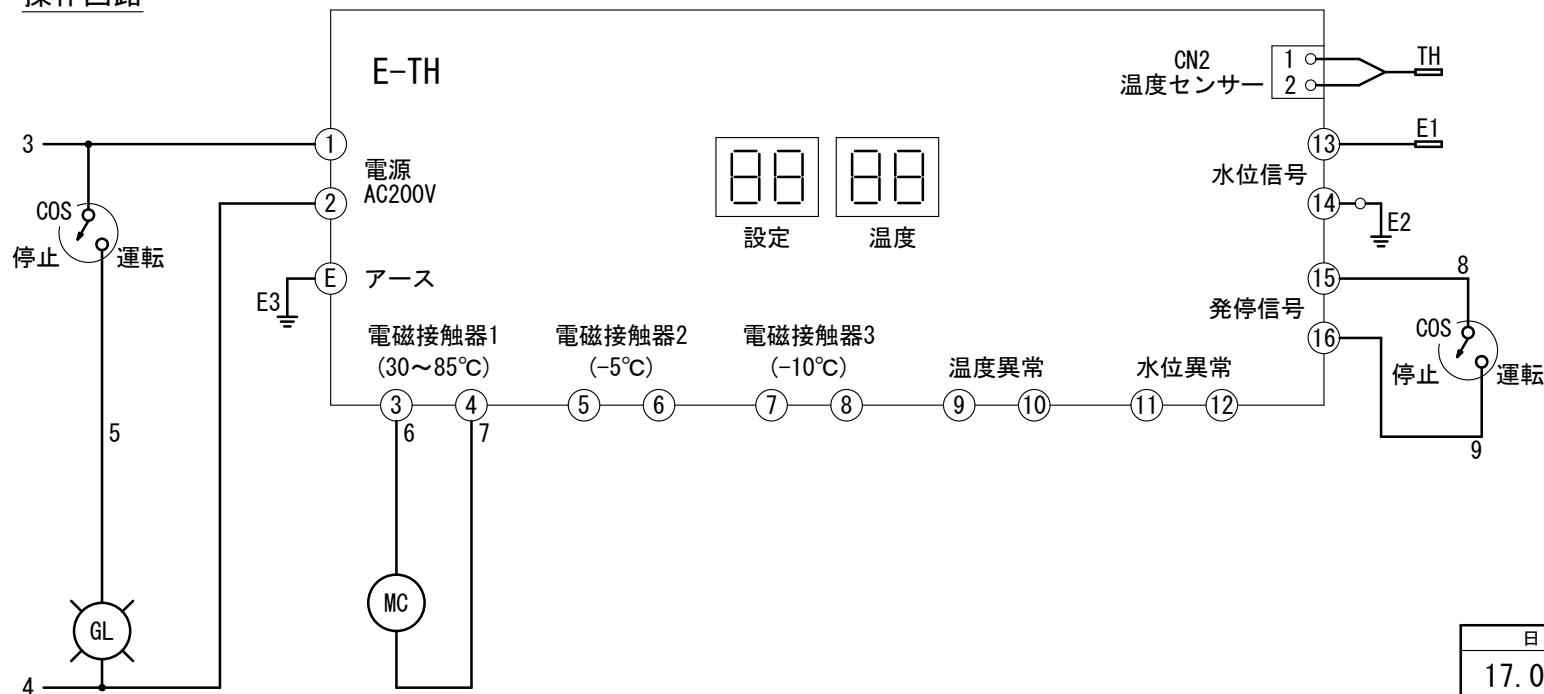 操作回路
E-TH
CN2
温度センサー
1
2
TH
3
1
電源
AC200V
2
COS
停止
運転
E
アース
E3
88
88
設定
温度
13
E1
水位信号
14
E2
15
8
発停信号
16
COS
停止
運転
9
電磁接触器1
(30～85℃)
電磁接触器2
(-5℃)
電磁接触器3
(-10℃)
温度異常
水位異常
3
4
5
6
7
8
9
10
11
12
6
7
5
MC
GL
4
日
17.0